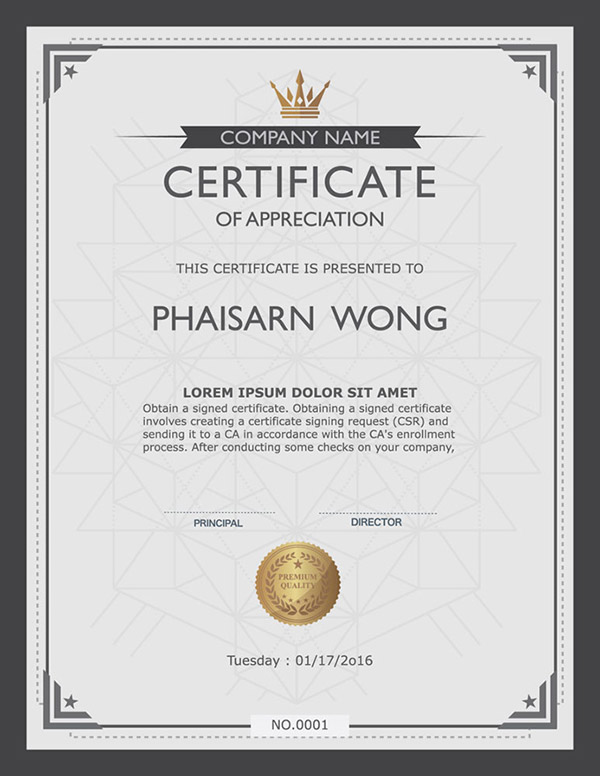 COMPANY NAME
CERTIFICATE
OF APPRECIATION
THIS CERTIFICATE IS PRESENTED TO
PHAISARN WONG
LOREM IPSUM DOLOR SIT AMET
Obtain a signed certificate. Obtaining a signed certificate
involves creating a certificate signing request (CSR) and
sending it to a CA in accordance with the CA's enrollment
process. After conducting some checks on your company,
PRINCIPAL
DIRECTOR
PREMIUM
QUALITY
Tuesday : 01/17/2o16
NO.0001